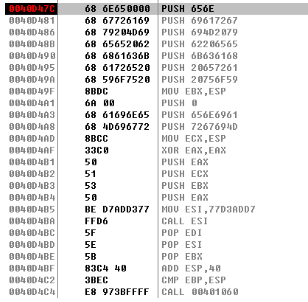 0040D47C 68 6E650000 PUSH 656E
0040D481 68 67726169 PUSH 69617267
0040D486 68 79204D69 PUSH 694D2079
0040D48B 68 65652062 PUSH 62206565
0040D490 68 6861636B PUSH 6B636168
0040D495 68 61726520 PUSH 20657261
0040D49A 68 596F7520 PUSH 20756F59
0040D49F 8BDC MOV EBX,ESP
0040D4A1 6A 00 PUSH 0
0040D4A3 68 61696E65 PUSH 656E6961
0040D4A8 68 4D696772 PUSH 7267694D
0040D4AD 8BCC MOV ECX,ESP
0040D4AF 33C0 XOR EAX,EAX
0040D4B1 50 PUSH EAX
0040D4B2 51 PUSH ECX
0040D4B3 53 PUSH EBX
0040D4B4 50 PUSH EAX
0040D4B5 BE D7ADD377 MOV ESI,77D3ADD7
0040D4BA FFD6 CALL ESI
0040D4BC 5F POP EDI
0040D4BD 5E POP ESI
0040D4BE 5B POP EBX
0040D4BF 83C4 40 ADD ESP,40
0040D4C2 3BEC CMP EBP,ESP
0040D4C4 E8 973BFFFF CALL 00401060